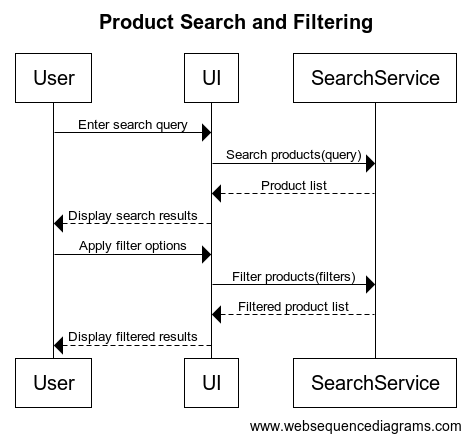 Product Search and Filtering
User UI SearchService
Enter search query
Search products(query)
Product list
Display search results
Apply filter options
Filter products(filters)
Filtered product list
Display filtered results
User UI SearchService
www.websequencediagrams.com